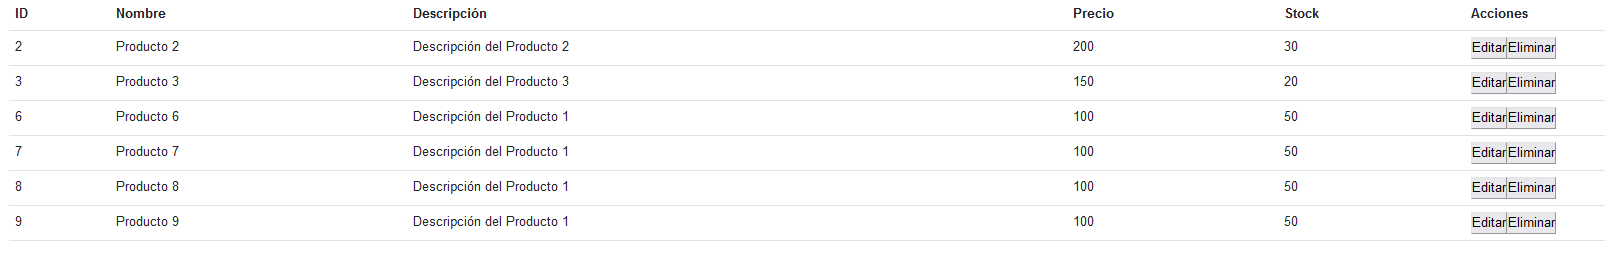 ID Nombre Descripción Precio Stock Acciones
2 Producto 2 Descripción del Producto 2 200 30 Editar Eliminar
3 Producto 3 Descripción del Producto 3 150 20 Editar Eliminar
6 Producto 6 Descripción del Producto 1 100 50 Editar Eliminar
7 Producto 7 Descripción del Producto 1 100 50 Editar Eliminar
8 Producto 8 Descripción del Producto 1 100 50 Editar Eliminar
9 Producto 9 Descripción del Producto 1 100 50 Editar Eliminar